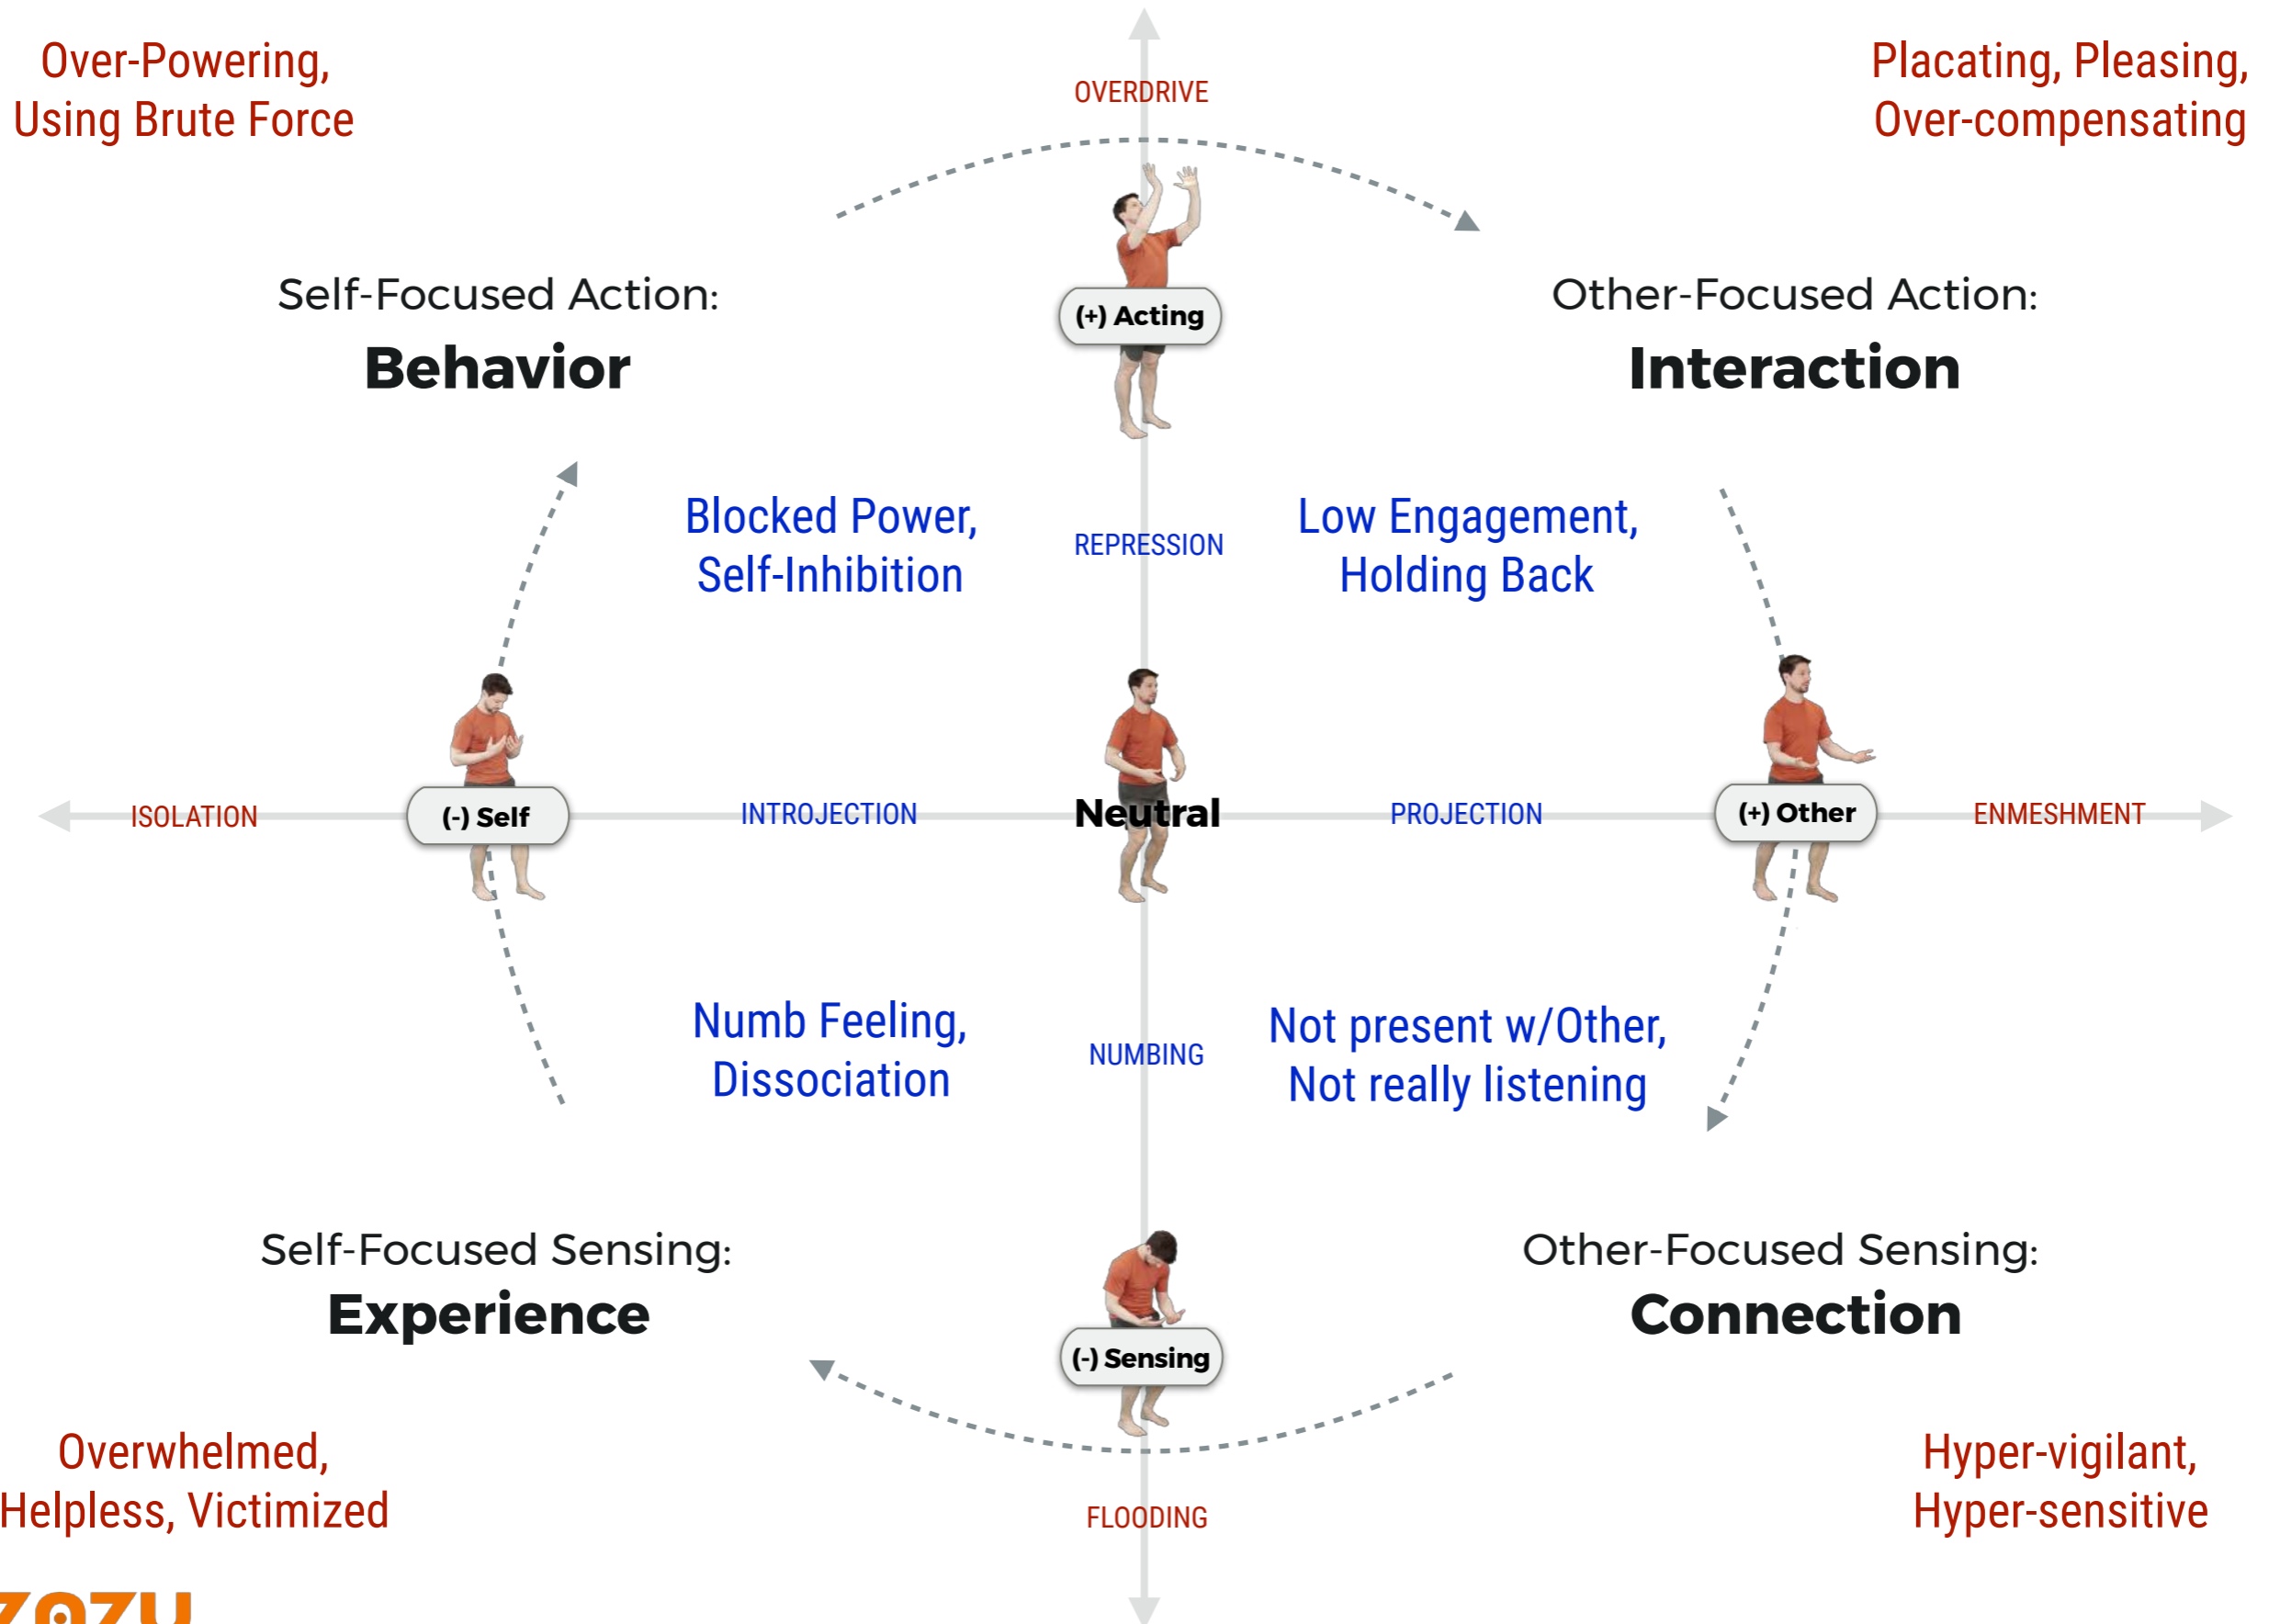 Over-Powering,
Using Brute Force
OVERDRIVE
Placating, Pleasing,
Over-compensating
(+) Acting
Self-Focused Action:
Behavior
Other-Focused Action:
Interaction
Blocked Power,
Self-Inhibition
REPRESSION
Low Engagement,
Holding Back
ISOLATION
(-) Self
INTROJECTION
Neutral
PROJECTION
(+) Other
ENMESHMENT
Numb Feeling,
Dissociation
NUMBING
Not present w/Other,
Not really listening
Self-Focused Sensing:
Experience
Other-Focused Sensing:
Connection
(-) Sensing
Overwhelmed,
Helpless, Victimized
FLOODING
Hyper-vigilant,
Hyper-sensitive
ZAZU